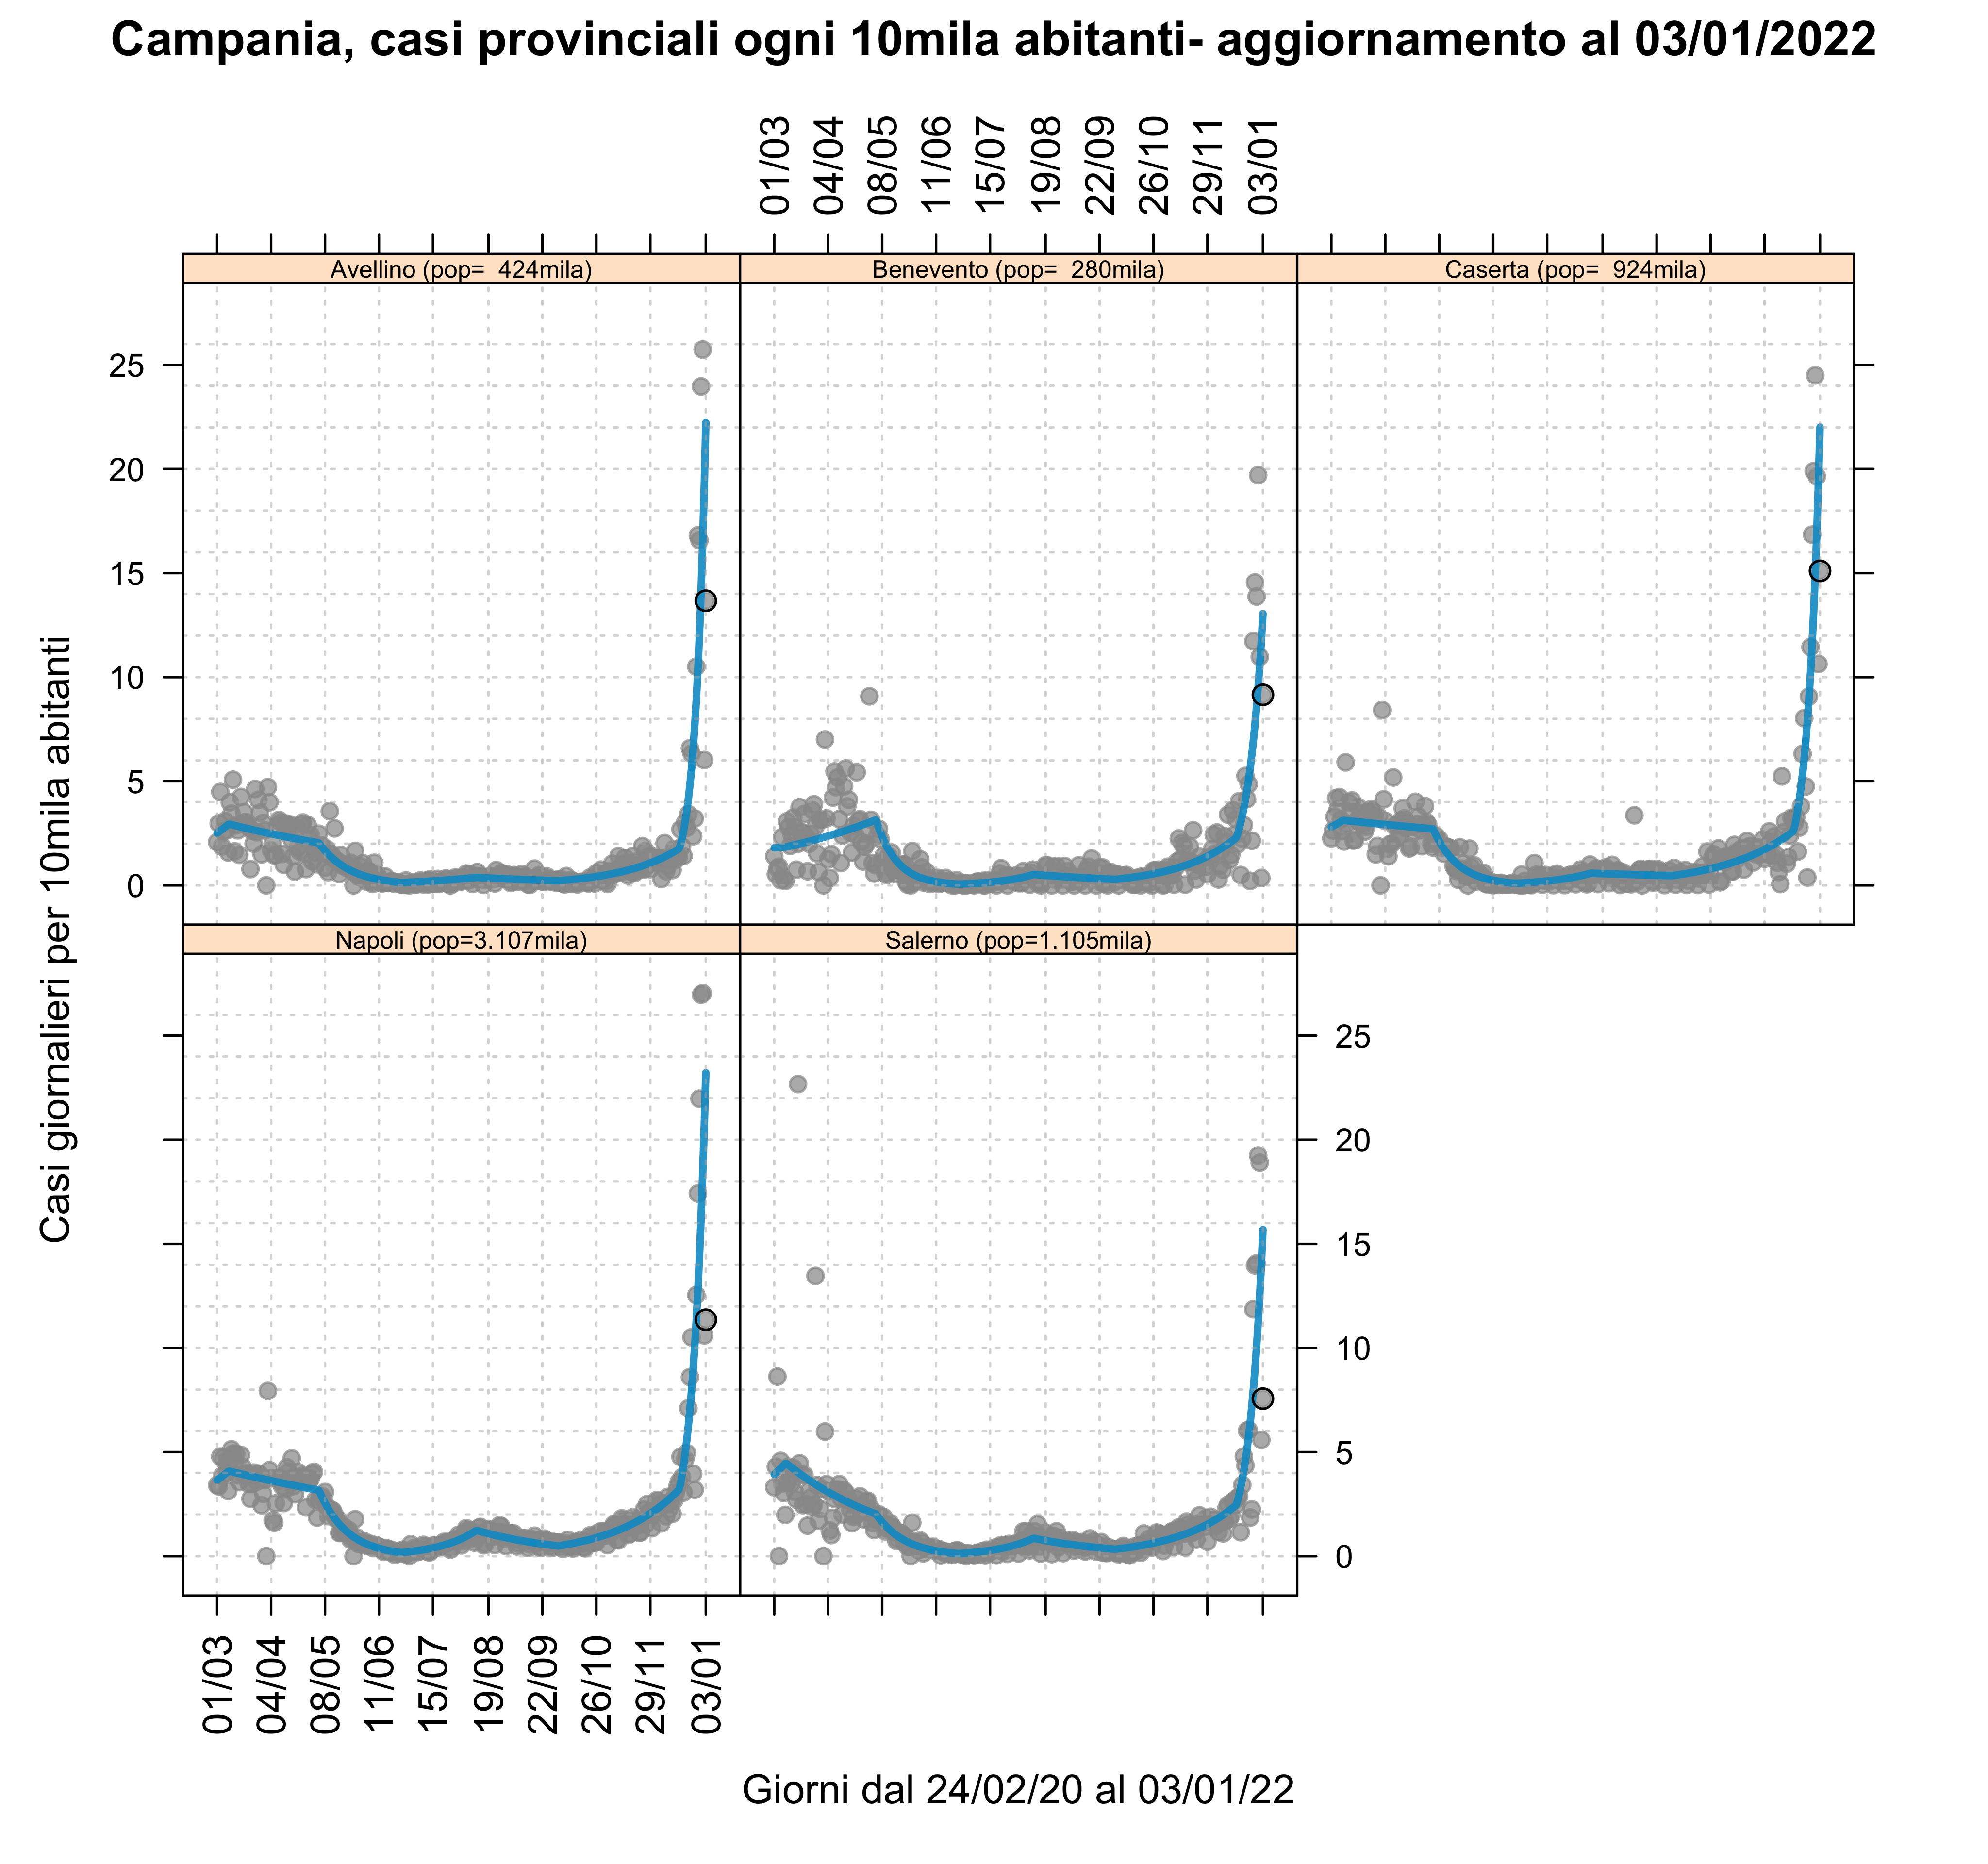 Campania, casi provinciali ogni 10mila abitanti- aggiornamento al 03/01/2022
01/03 04/04 08/05 11/06 15/07 19/08 22/09 26/10 29/11 03/01
Avellino (pop=  424mila)
Benevento (pop=  280mila)
Caserta (pop=  924mila)
25
20
15
10
5
0
Casi giornalieri per 10mila abitanti
Napoli (pop=3.107mila)
Salerno (pop=1.105mila)
25
20
15
10
5
0
01/03 04/04 08/05 11/06 15/07 19/08 22/09 26/10 29/11 03/01
Giorni dal 24/02/20 al 03/01/22